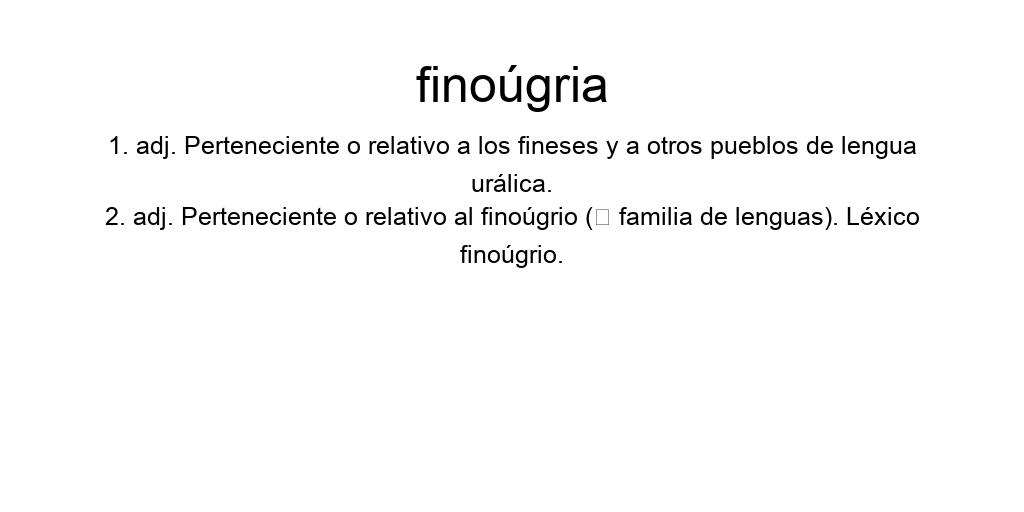 finoúgria
1. adj. Perteneciente o relativo a los fineses y a otros pueblos de lengua
urálica.
2. adj. Perteneciente o relativo al finoúgrio (□ familia de lenguas). Léxico
finoúgrio.